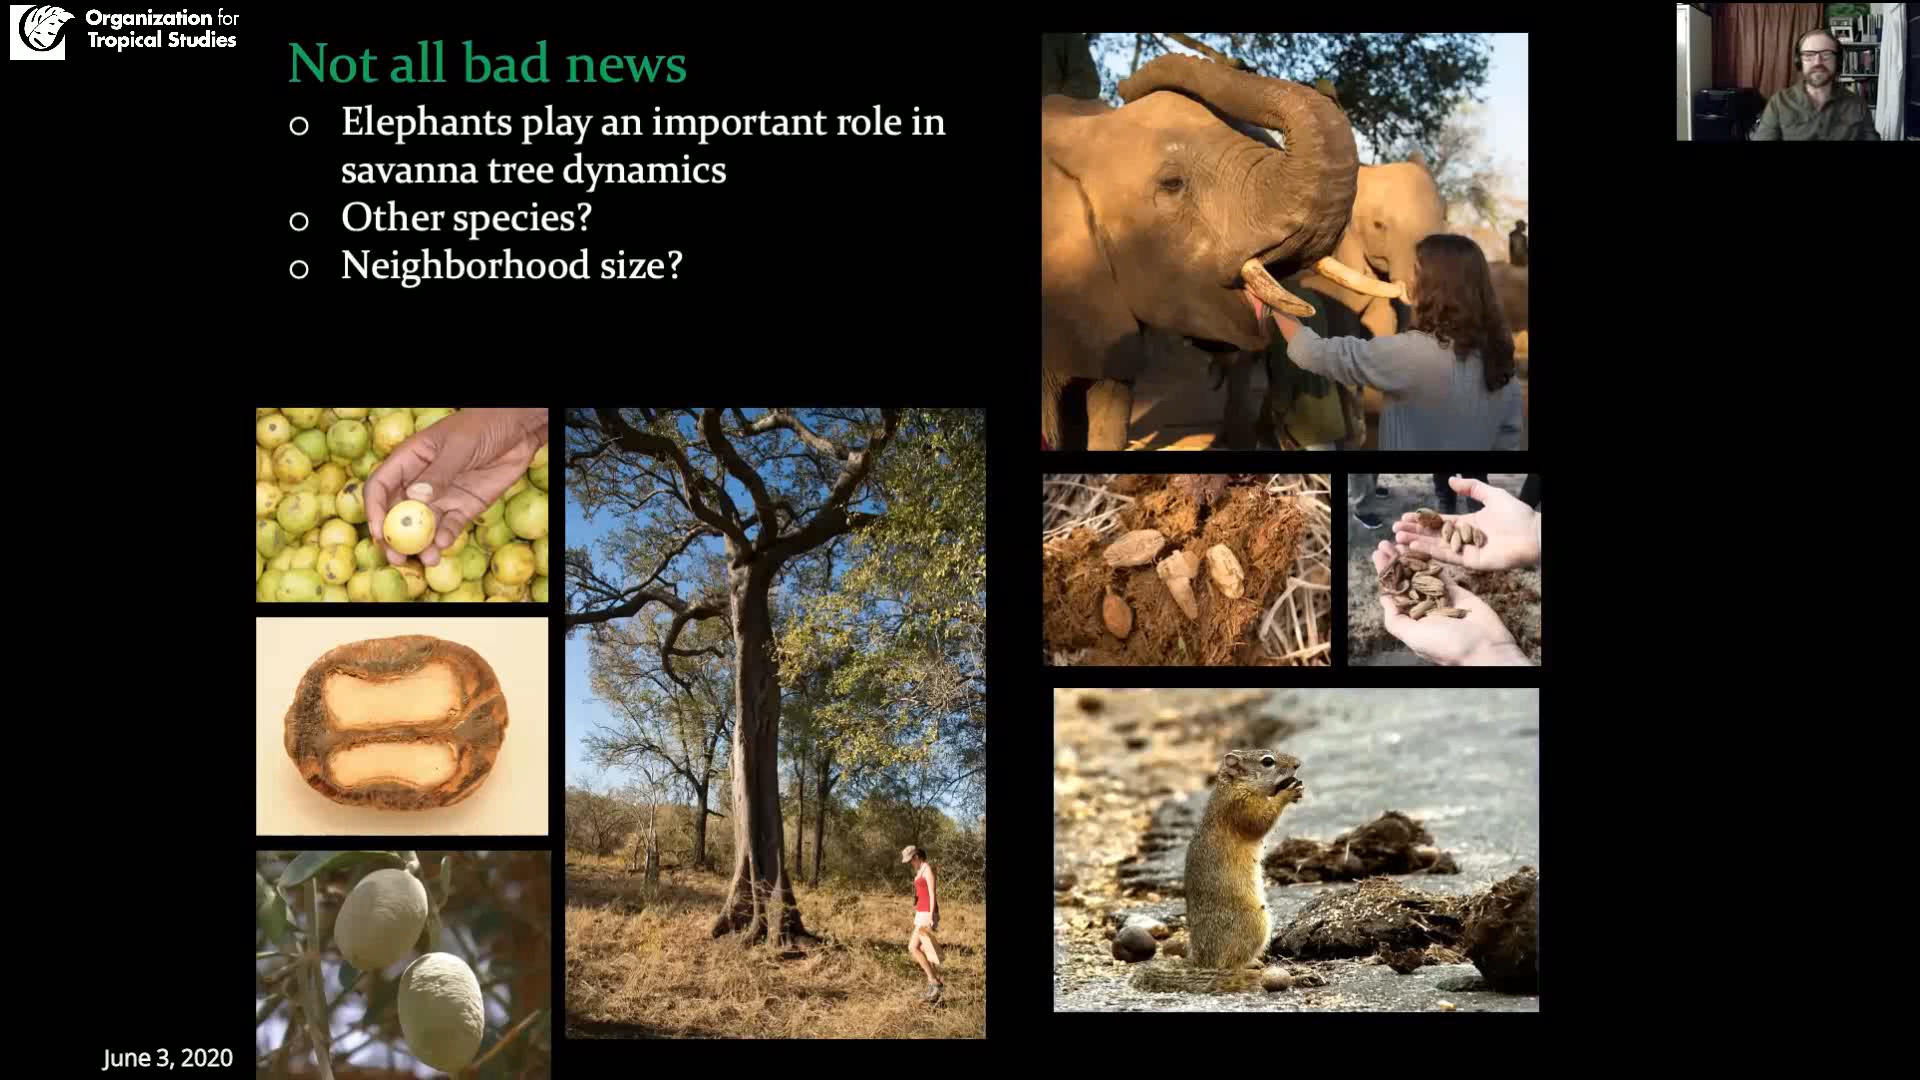 Organization for
Tropical Studies
Not all bad news
o Elephants play an important role in
savanna tree dynamics
o Other species?
o Neighborhood size?
June 3, 2020